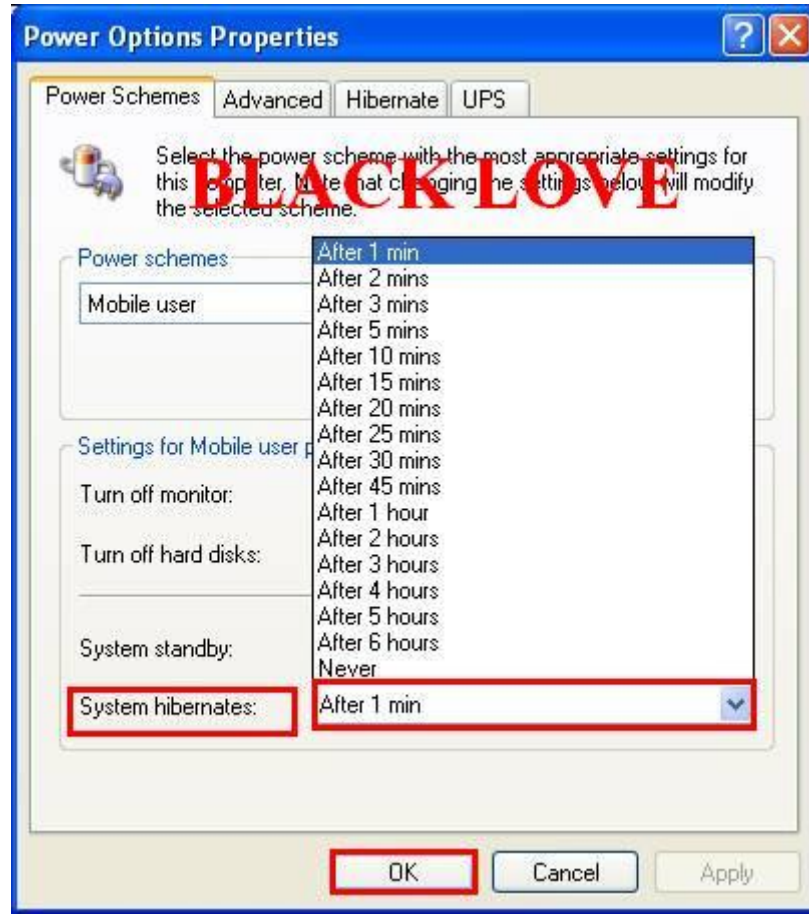 Power Options Properties
Power Schemes Advanced Hibernate UPS
Select the power scheme with the most appropriate settings for
this computer. Note that changing the settings below will modify
the selected scheme.
BLACK LOVE
Power schemes
Mobile user
After 1 min
After 2 mins
After 3 mins
After 5 mins
After 10 mins
After 15 mins
After 20 mins
After 25 mins
After 30 mins
After 45 mins
After 1 hour
After 2 hours
After 3 hours
After 4 hours
After 5 hours
After 6 hours
Never
Settings for Mobile user p
Turn off monitor:
Turn off hard disks:
System standby:
System hibernates: After 1 min
OK Cancel Apply